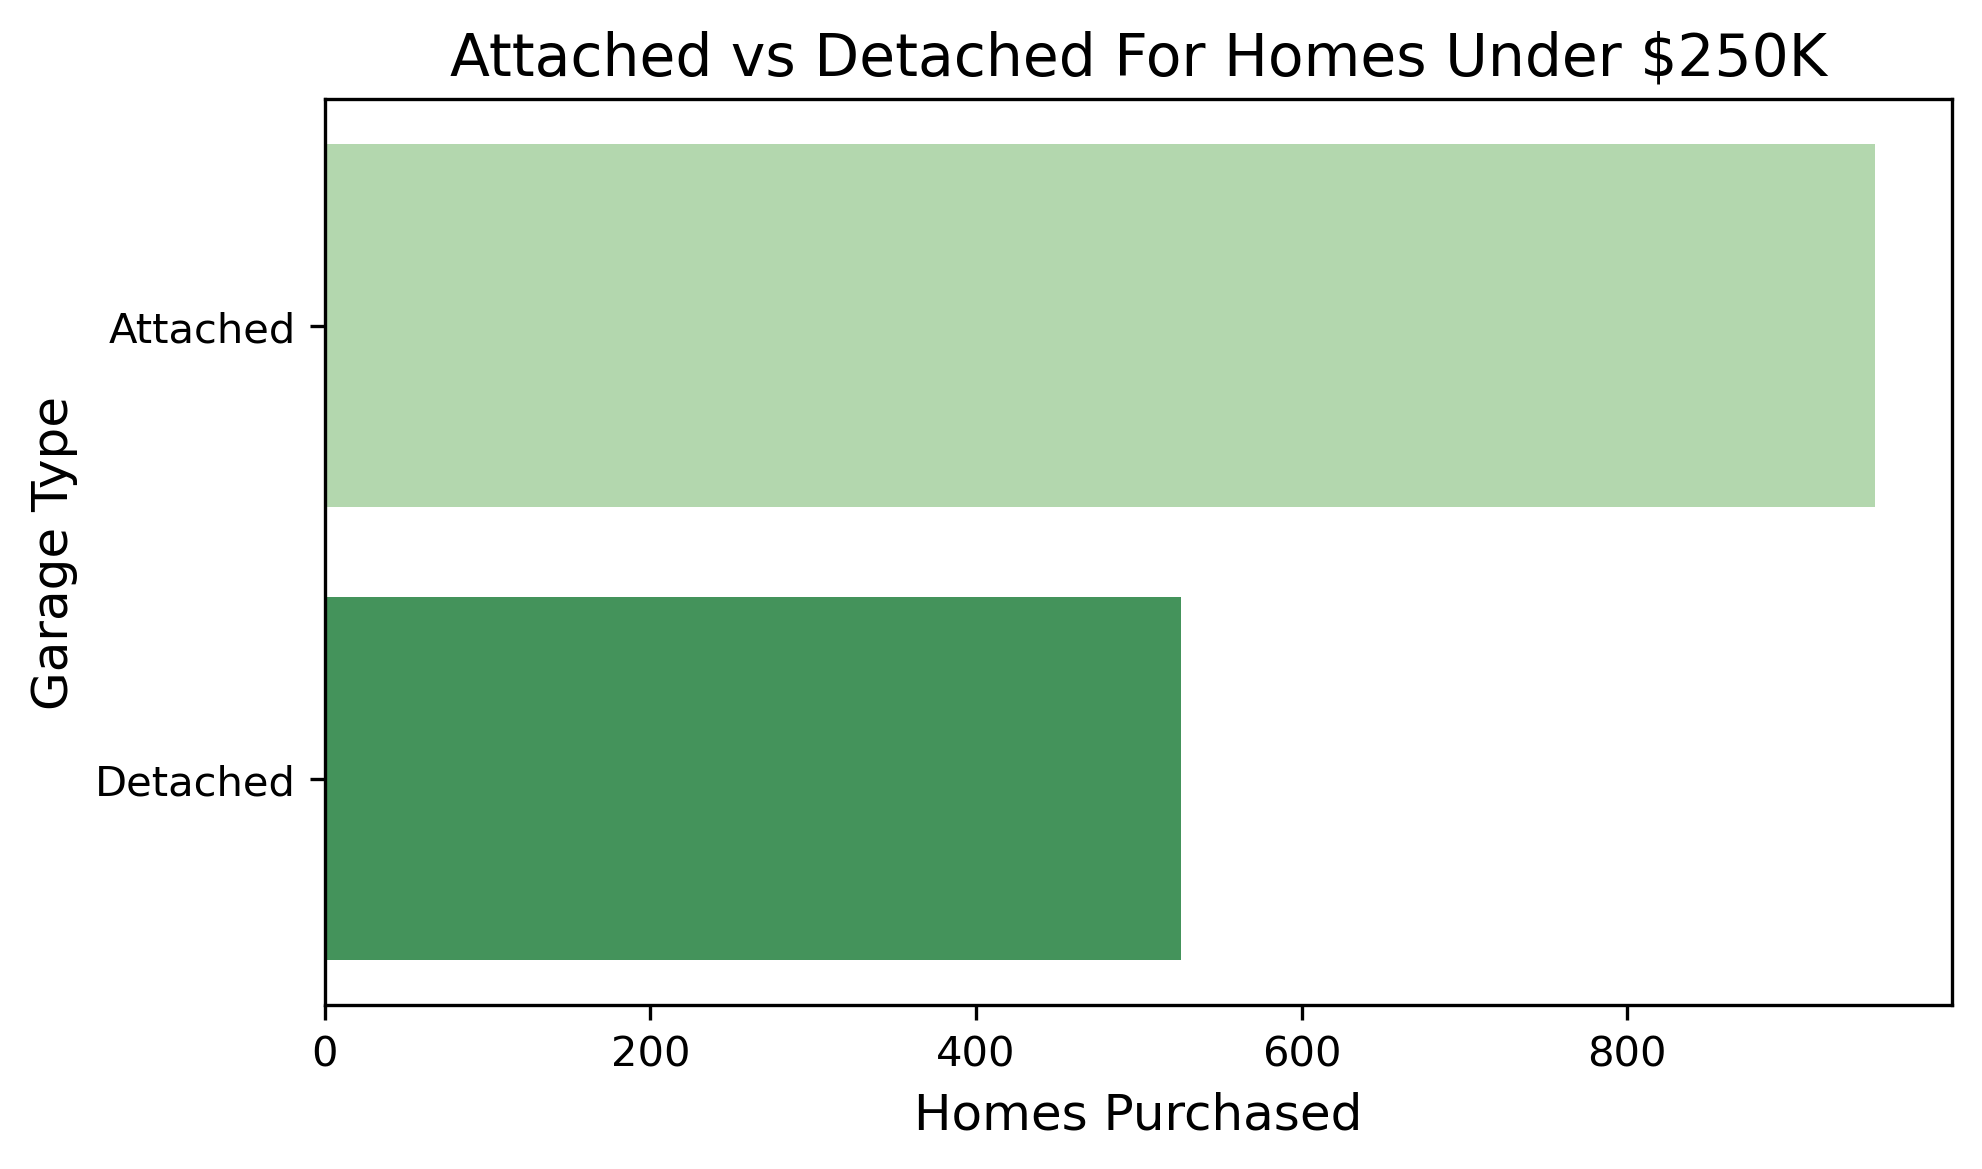 Attached vs Detached For Homes Under $250K
Garage Type
Attached
Detached
0 200 400 600 800
Homes Purchased